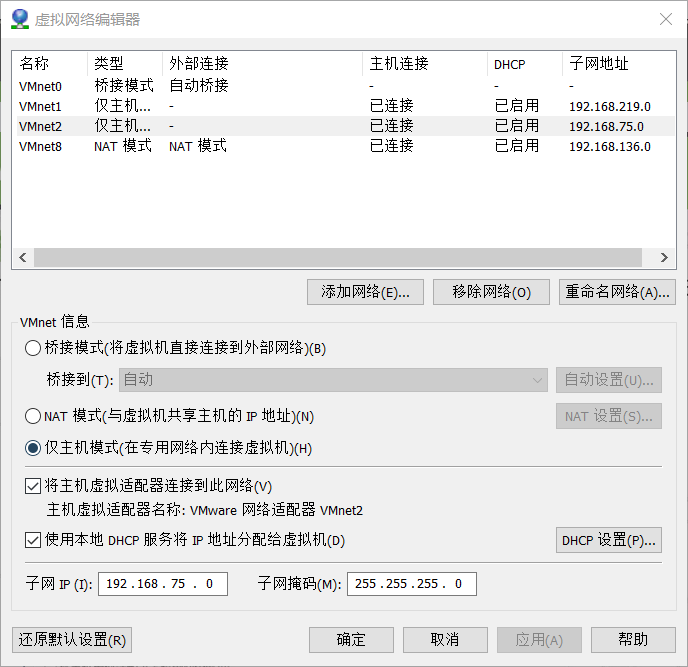 虚拟网络编辑器
名称 类型 外部连接 主机连接 DHCP 子网地址
VMnet0 桥接模式 自动桥接 - - -
VMnet1 仅主机... - 已连接 已启用 192.168.219.0
VMnet2 仅主机... - 已连接 已启用 192.168.75.0
VMnet8 NAT 模式 NAT 模式 已连接 已启用 192.168.136.0
添加网络(E)... 移除网络(O) 重命名网络(A)...
VMnet 信息
桥接模式(将虚拟机直接连接到外部网络)(B)
桥接到(T): 自动 自动设置(U)...
NAT 模式(与虚拟机共享主机的 IP 地址)(N) NAT 设置(S)...
仅主机模式(在专用网络内连接虚拟机)(H)
将主机虚拟适配器连接到此网络(V)
主机虚拟适配器名称: VMware 网络适配器 VMnet2
使用本地 DHCP 服务将 IP 地址分配给虚拟机(D) DHCP 设置(P)...
子网 IP (I): 192 . 168 . 75 . 0 子网掩码(M): 255 . 255 . 255 . 0
还原默认设置(R) 确定 取消 应用(A) 帮助